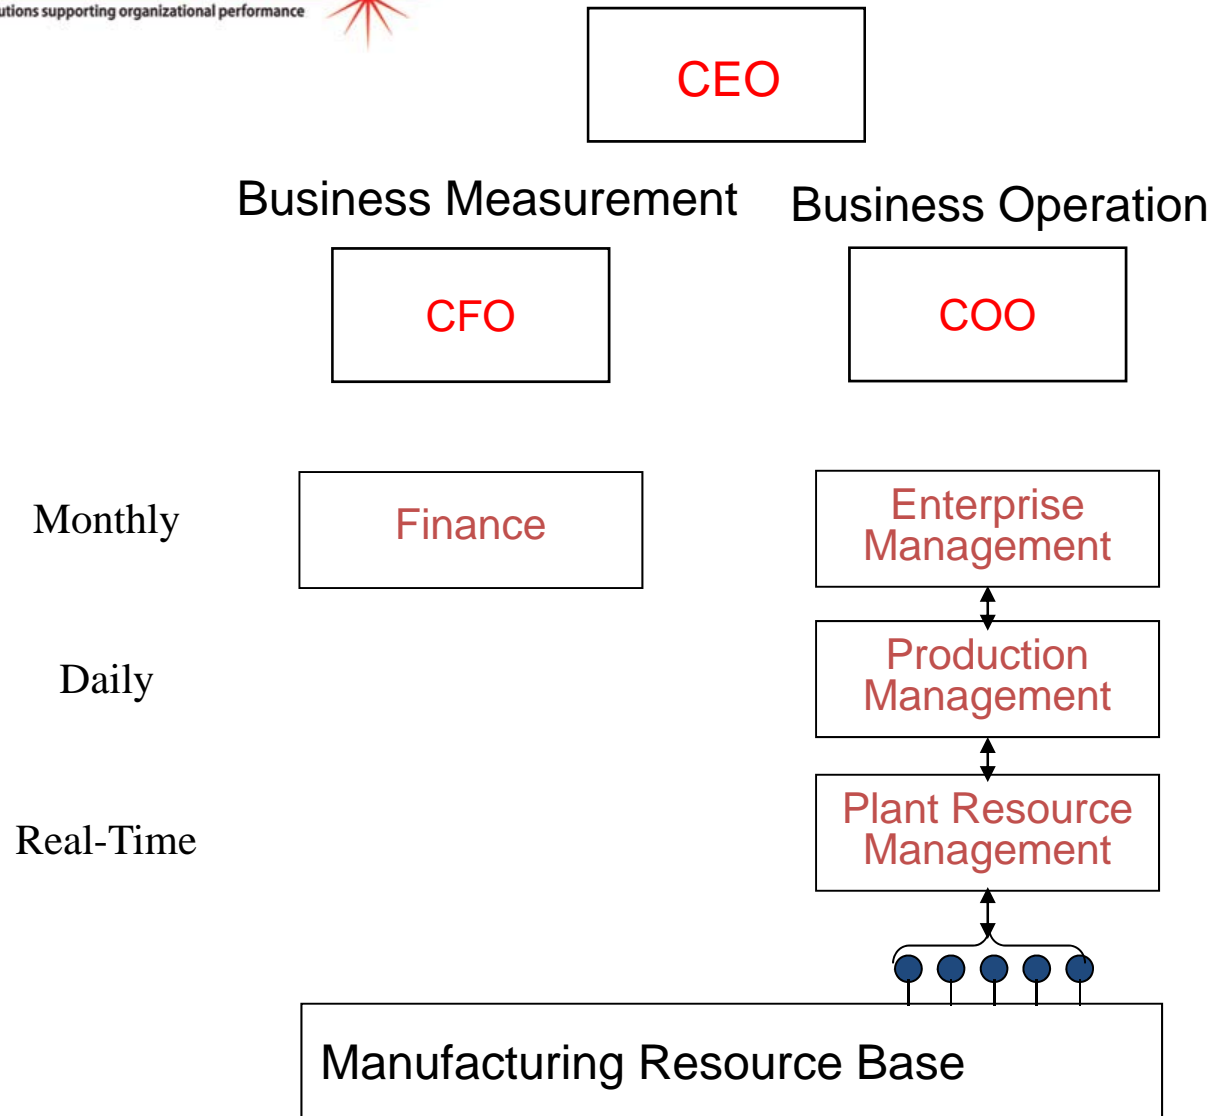 supporting organizational performance
CEO
Business Measurement
Business Operation
CFO
COO
Monthly
Finance
Enterprise
Management
Daily
Production
Management
Real-Time
Plant Resource
Management
Manufacturing Resource Base